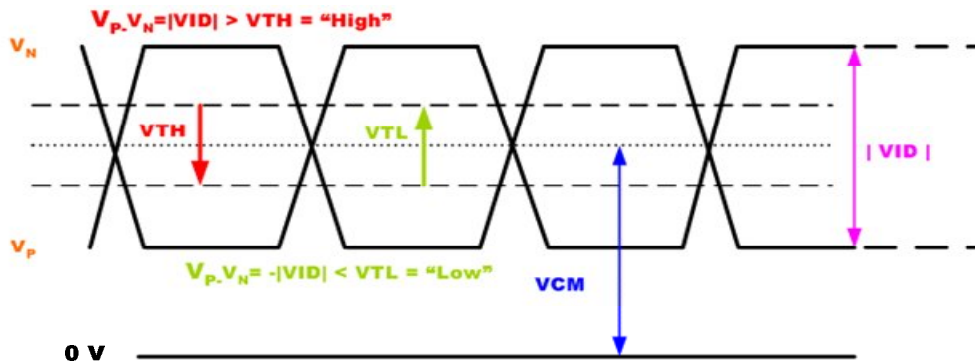 VP-VN=|VID| > VTH = “High”
VN
VTH
VTL
| VID |
VP
VP-VN= -|VID| < VTL = “Low”
VCM
0 V